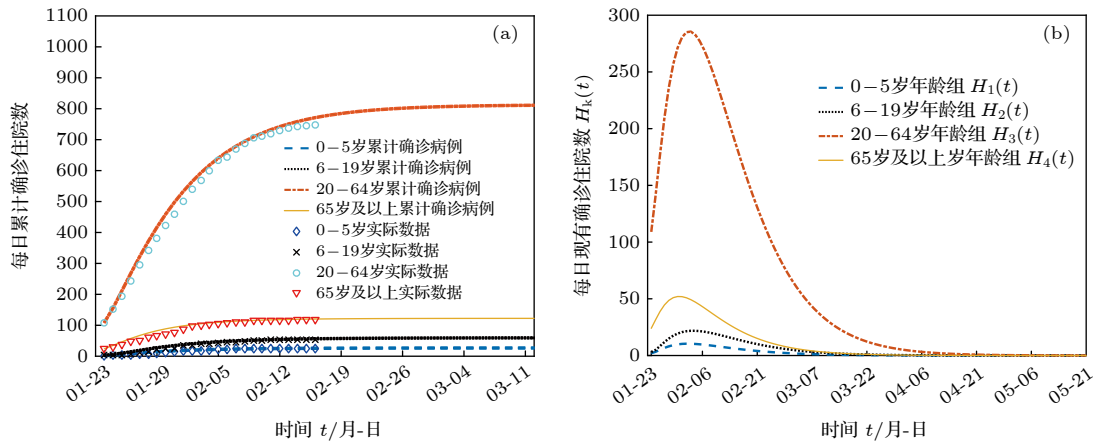 (a)
每日累计确诊住院数
1100
1000
900
800
700
600
500
400
300
200
100
0
0-5岁累计确诊病例
6-19岁累计确诊病例
20-64岁累计确诊病例
65岁及以上累计确诊病例
0-5岁实际数据
6-19岁实际数据
20-64岁实际数据
65岁及以上实际数据
01-23
01-29
02-05
02-12
02-19
02-26
03-04
03-11
时间 t/月-日
(b)
每日现有确诊住院数 Hk(t)
300
250
200
150
100
50
0
0-5岁年龄组 H1(t)
6-19岁年龄组 H2(t)
20-64岁年龄组 H3(t)
65岁及以上岁年龄组 H4(t)
01-23
02-06
02-21
03-07
03-22
04-06
04-21
05-06
05-21
时间 t/月-日